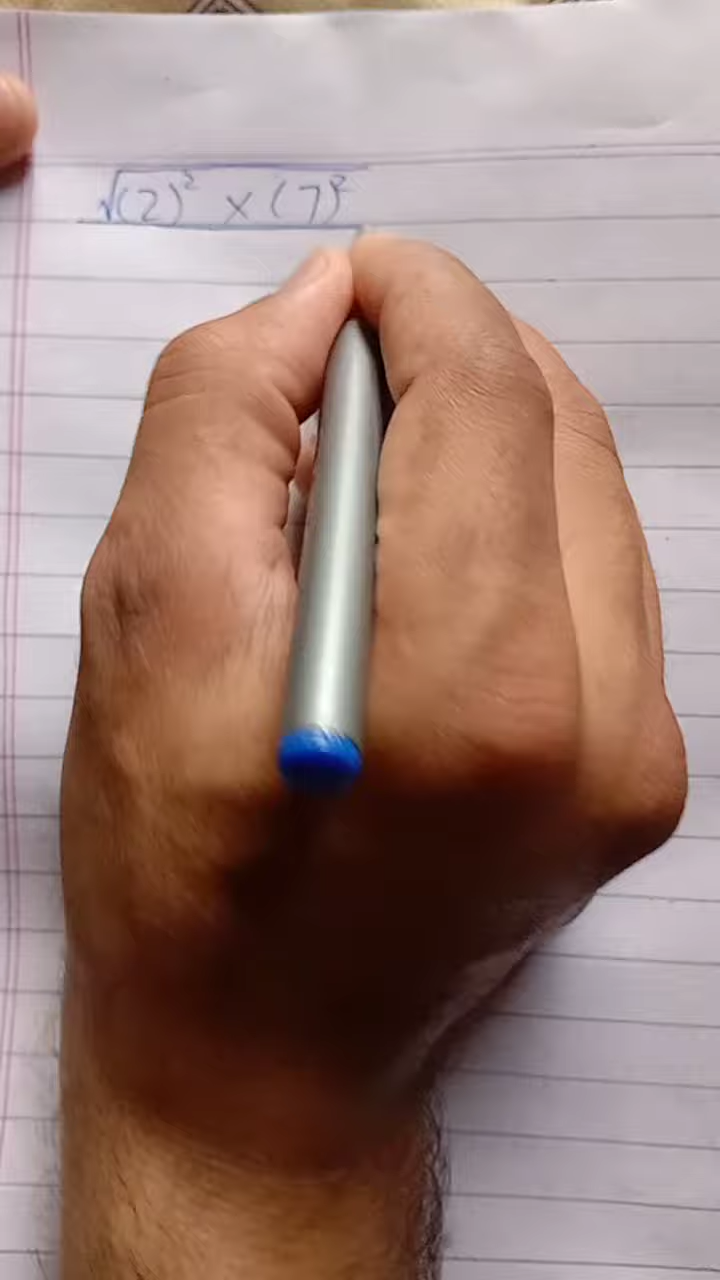 √(2)² × (7)²